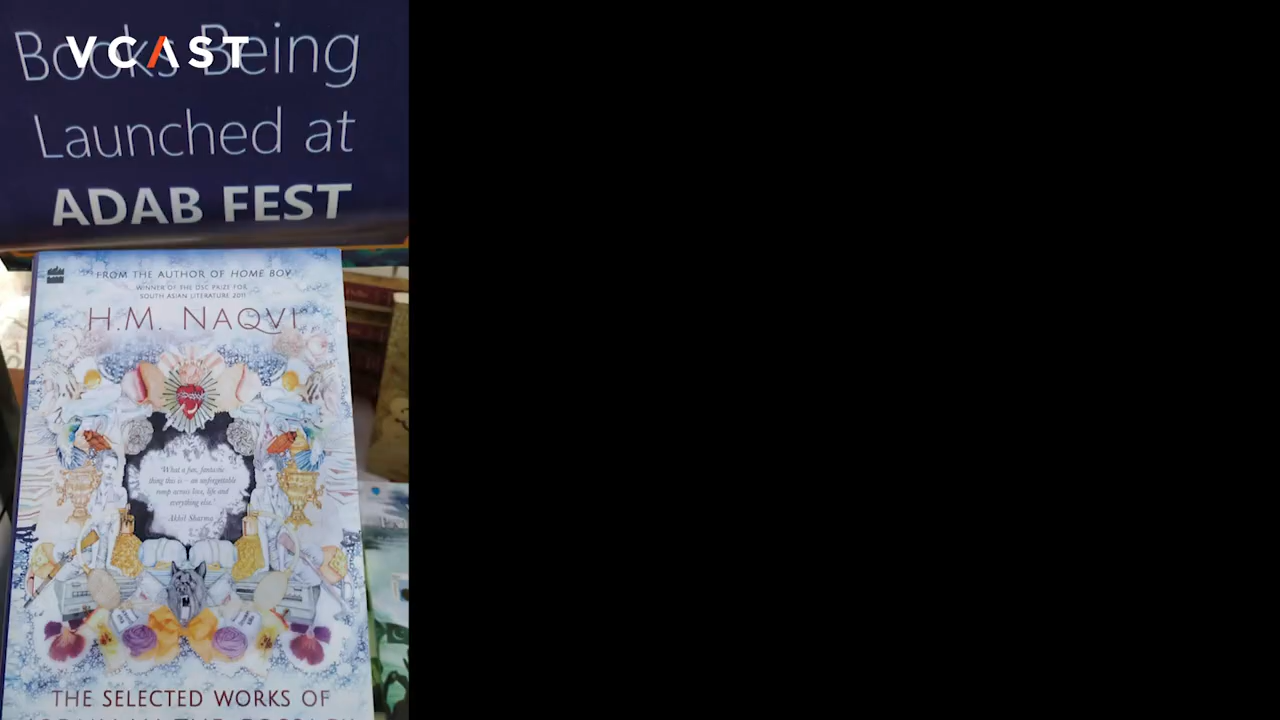 VCAST
Books Being
Launched at
ADAB FEST
FROM THE AUTHOR OF HOME BOY
WINNER OF THE DSC PRIZE FOR
SOUTH ASIAN LITERATURE 2011
H.M. NAQVI
'What a fun, fantastic
thing this is – an unforgettable
romp across love, life and
everything else.'
Akhil Sharma
THE SELECTED WORKS OF